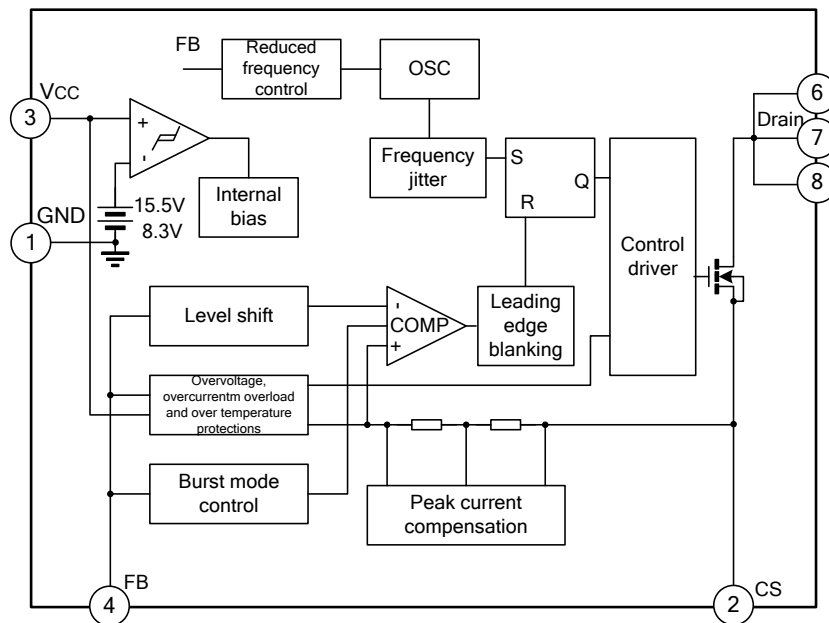 FB
Reduced
frequency
control
OSC
6
VCC
3
+
-
Drain
7
Frequency
jitter
S
Q
R
8
Internal
bias
15.5V
8.3V
GND
1
Control
driver
Level shift
-
COMP
+
Leading
edge
blanking
Overvoltage,
overcurrentm overload
and over temperature
protections
Burst mode
control
Peak current
compensation
FB
4
CS
2